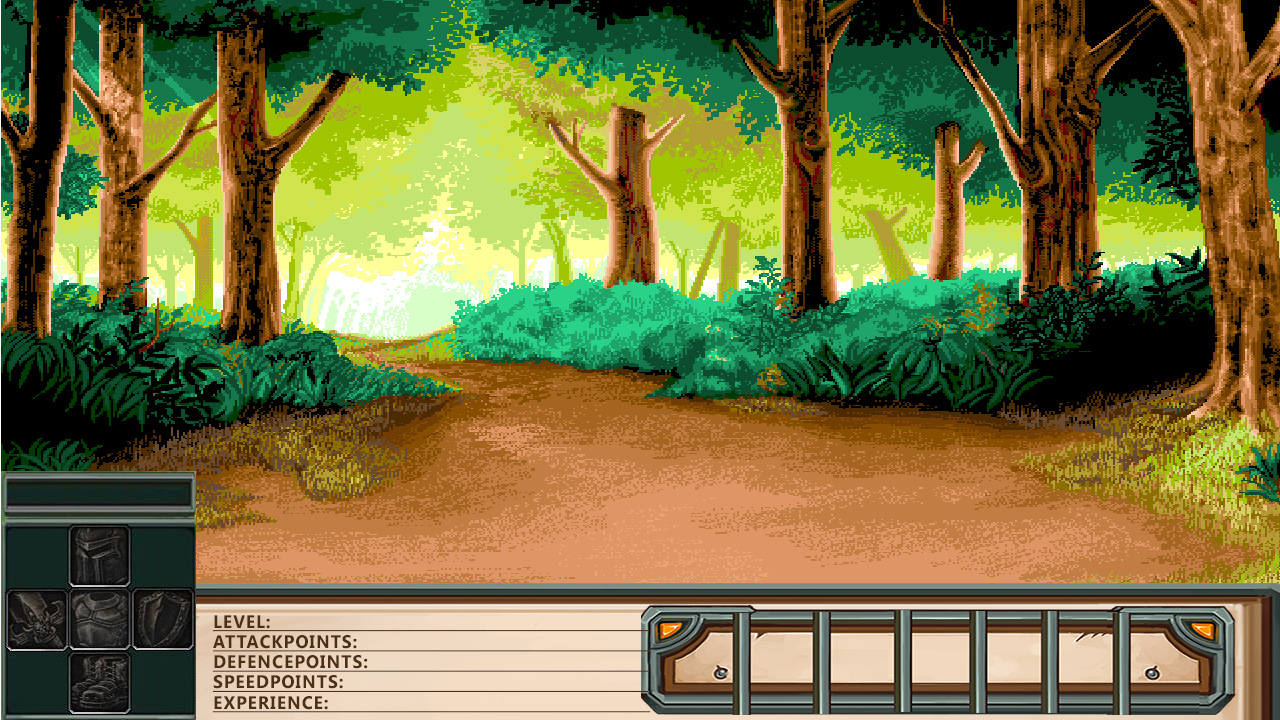 LEVEL:
ATTACKPOINTS:
DEFENCEPOINTS:
SPEEDPOINTS:
EXPERIENCE: